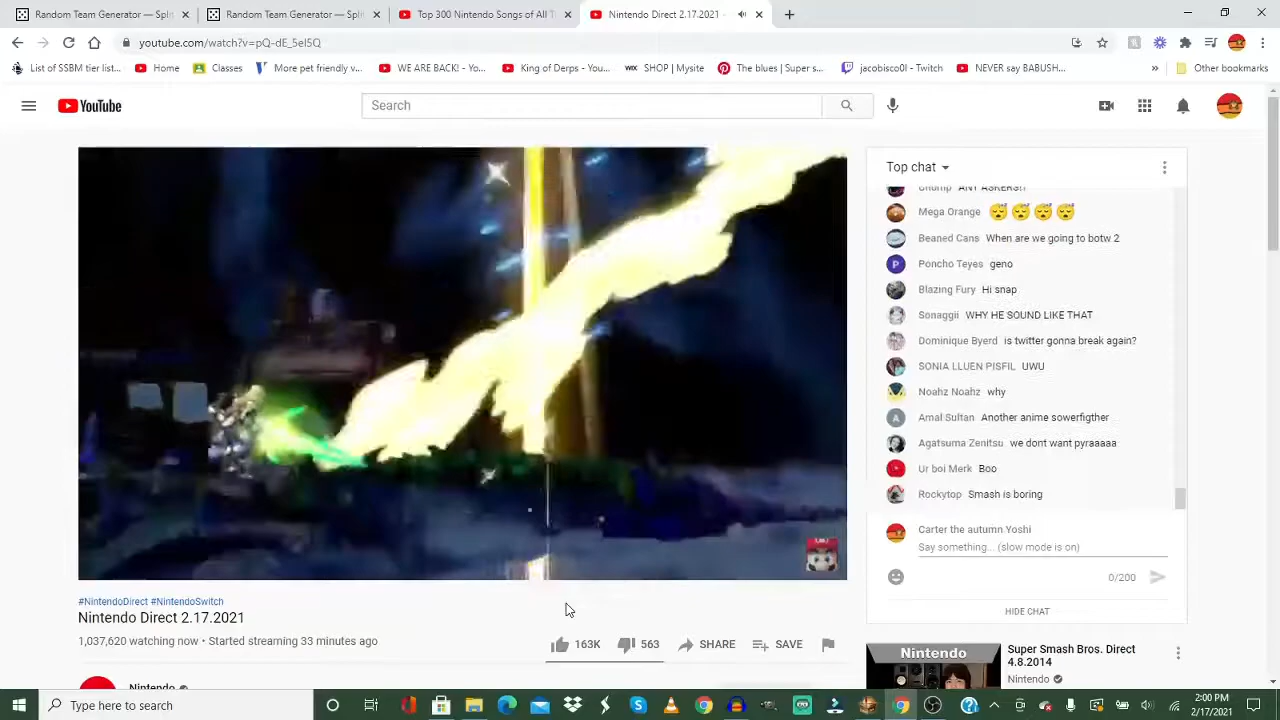 Random Team Generator — Spli
Random Team Generator — Spli
Top 300 Nintendo Songs of All T
Nintendo Direct 2.17.2021 -
youtube.com/watch?v=pQ-dE_5eISQ
List of SSBM tier list...
Home
Classes
More pet friendly v...
WE ARE BACK! - Yo...
King of Derps - You...
WIX SHOP | Mysite
The blues | Super s...
jacobisco0l - Twitch
NEVER say BABUSH...
»
Other bookmarks
YouTube
Search
Top chat
Chump ANY ASKERS!!
Mega Orange 😴😴😴😴
Beaned Cans When are we going to botw 2
P Poncho Teyes geno
Blazing Fury Hi snap
Sonaggii WHY HE SOUND LIKE THAT
Dominique Byerd is twitter gonna break again?
SONIA LLUEN PISFIL UWU
Noahz Noahz why
A Amal Sultan Another anime sowerfigther
Agatsuma Zenitsu we dont want pyraaaaa
Ur boi Merk Boo
Rockytop Smash is boring
Carter the autumn Yoshi
Say something... (slow mode is on)
0/200
HIDE CHAT
#NintendoDirect #NintendoSwitch
Nintendo Direct 2.17.2021
1,037,620 watching now • Started streaming 33 minutes ago
163K 563 SHARE SAVE
Nintendo
Nintendo
Super Smash Bros. Direct
4.8.2014
Nintendo
Type here to search
2:00 PM
2/17/2021